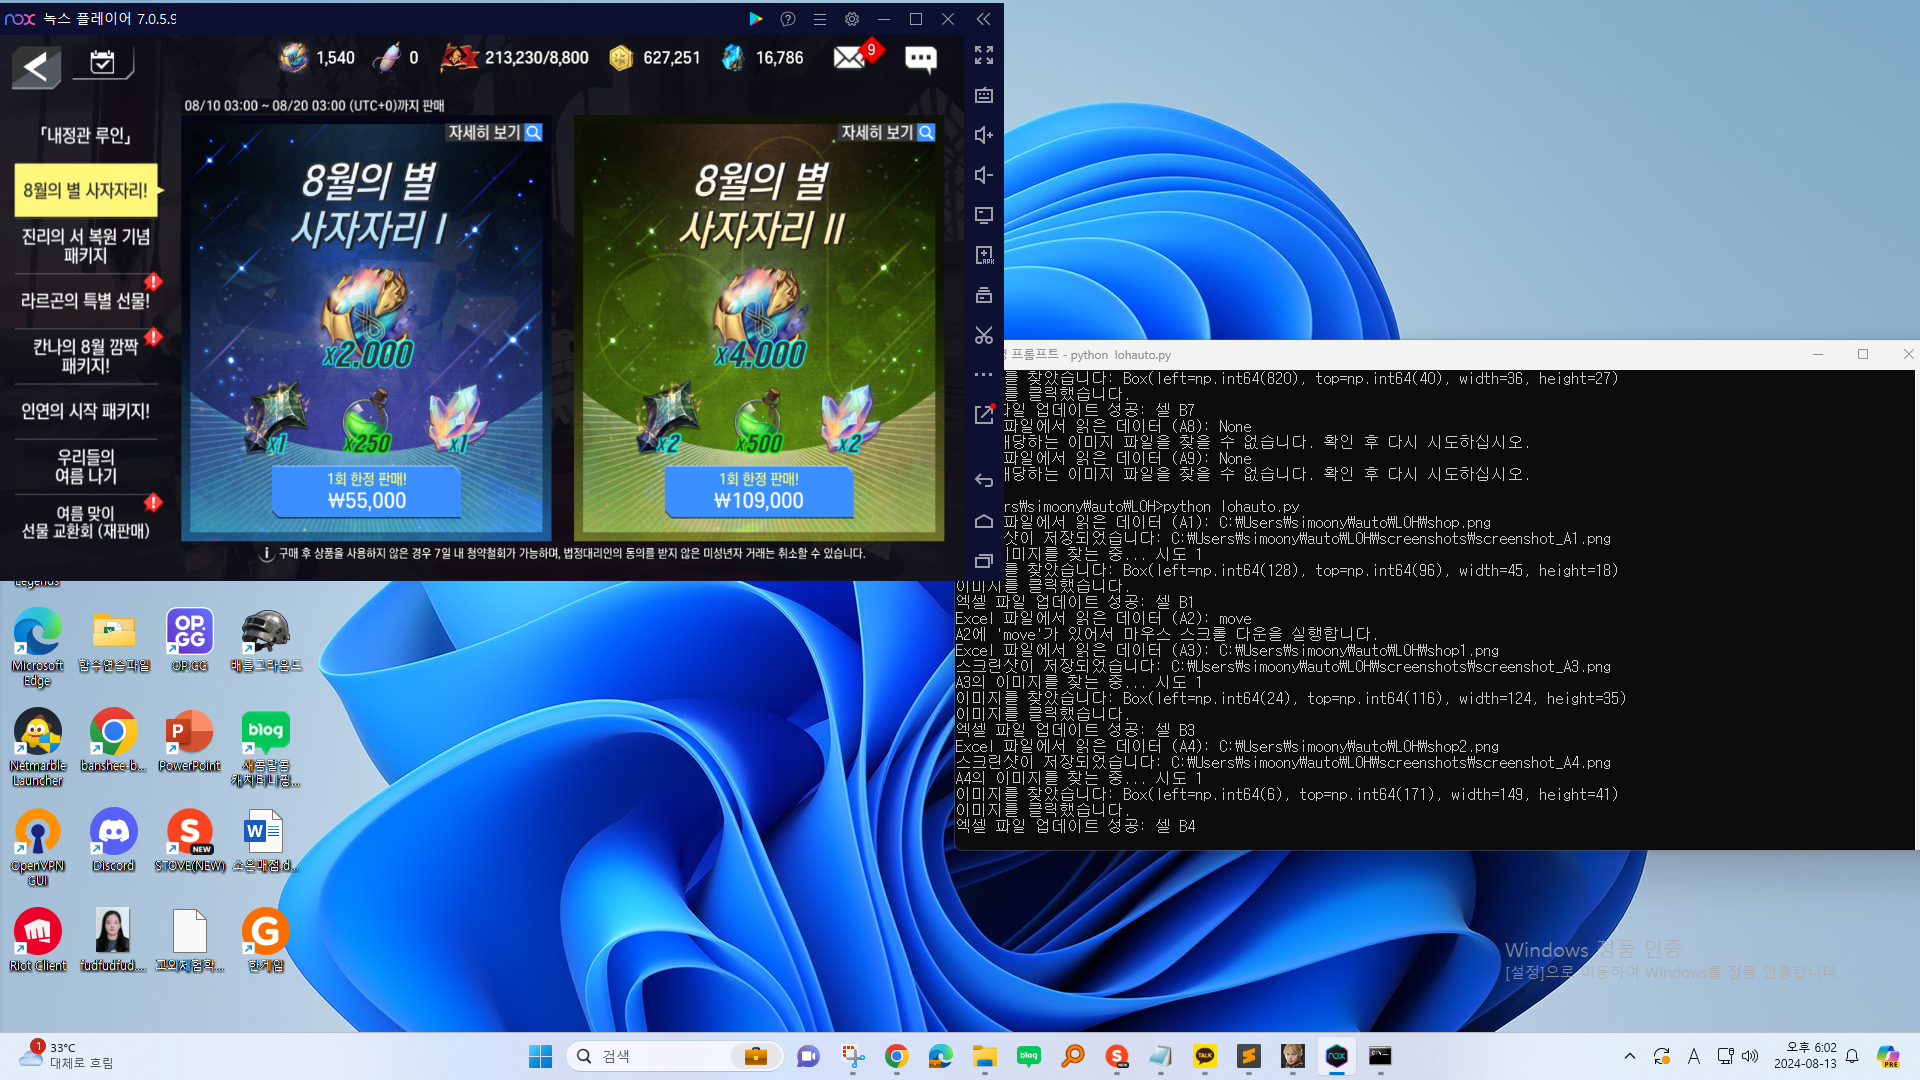 nox 녹스 플레이어 7.0.5.9
1,540
0
213,230/8,800
627,251
16,786
9
08/10 03:00 ~ 08/20 03:00 (UTC+0)까지 판매
「내정관 루인」
8월의 별 사자자리!
진리의 서 복원 기념
패키지
라르곤의 특별 선물!
칸나의 8월 깜짝
패키지!
인연의 시작 패키지!
우리들의
여름 나기
여름 맞이
선물 교환회 (재판매)
자세히 보기
8월의 별
사자자리 I
x2,000
x1
x250
x1
1회 한정 판매!
₩55,000
자세히 보기
8월의 별
사자자리 II
x4,000
x2
x500
x2
1회 한정 판매!
₩109,000
구매 후 상품을 사용하지 않은 경우 7일 내 청약철회가 가능하며, 법정대리인의 동의를 받지 않은 미성년자 거래는 취소할 수 있습니다.
프롬프트 - python lohauto.py
를 찾았습니다: Box(left=np.int64(820), top=np.int64(40), width=36, height=27)
를 클릭했습니다.
파일 업데이트 성공: 셀 B7
파일에서 읽은 데이터 (A8): None
해당하는 이미지 파일을 찾을 수 없습니다. 확인 후 다시 시도하십시오.
파일에서 읽은 데이터 (A9): None
해당하는 이미지 파일을 찾을 수 없습니다. 확인 후 다시 시도하십시오.
rs₩simoony₩auto₩LOH>python lohauto.py
파일에서 읽은 데이터 (A1): C:₩Users₩simoony₩auto₩LOH₩shop.png
샷이 저장되었습니다: C:₩Users₩simoony₩auto₩LOH₩screenshots₩screenshot_A1.png
이미지를 찾는 중... 시도 1
를 찾았습니다: Box(left=np.int64(128), top=np.int64(96), width=45, height=18)
이미지를 클릭했습니다.
엑셀 파일 업데이트 성공: 셀 B1
Excel 파일에서 읽은 데이터 (A2): move
A2에 'move'가 있어서 마우스 스크롤 다운을 실행합니다.
Excel 파일에서 읽은 데이터 (A3): C:₩Users₩simoony₩auto₩LOH₩shop1.png
스크린샷이 저장되었습니다: C:₩Users₩simoony₩auto₩LOH₩screenshots₩screenshot_A3.png
A3의 이미지를 찾는 중... 시도 1
이미지를 찾았습니다: Box(left=np.int64(24), top=np.int64(116), width=124, height=35)
이미지를 클릭했습니다.
엑셀 파일 업데이트 성공: 셀 B3
Excel 파일에서 읽은 데이터 (A4): C:₩Users₩simoony₩auto₩LOH₩shop2.png
스크린샷이 저장되었습니다: C:₩Users₩simoony₩auto₩LOH₩screenshots₩screenshot_A4.png
A4의 이미지를 찾는 중... 시도 1
이미지를 찾았습니다: Box(left=np.int64(6), top=np.int64(171), width=149, height=41)
이미지를 클릭했습니다.
엑셀 파일 업데이트 성공: 셀 B4
Legends
Microsoft
Edge
함수연습파일
OP.GG
OP.GG
배틀그라운드
Netmarble
Launcher
banshee-b...
PowerPoint
blog
OpenVPN
GUI
Discord
NEW
STOVE(NEW)
소은매점.d...
Riot Client
fudfudfud....
한게임
Windows 정품 인증
[설정]으로 이동하여 Windows를 정품 인증합니다.
1
33°C
대체로 흐림
검색
blog
TALK
A
오후 6:02
2024-08-13
PRE